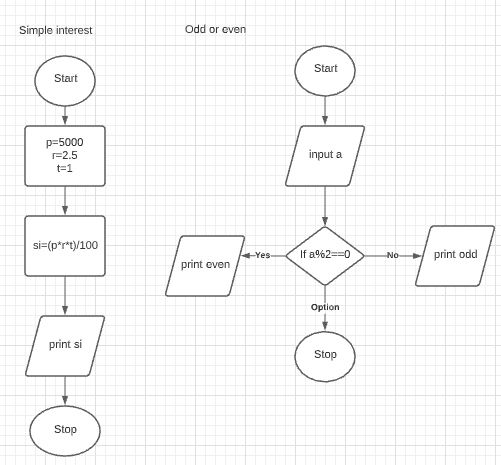 Simple interest
Start
p=5000
r=2.5
t=1
si=(p*r*t)/100
print si
Stop
Odd or even
Start
input a
If a%2==0
Yes
print even
No
print odd
Option
Stop